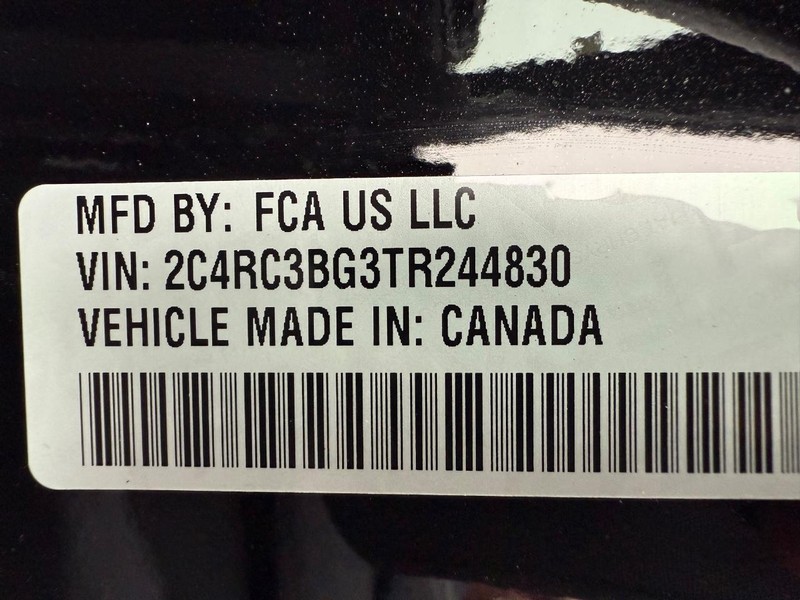 MFD BY: FCA US LLC
VIN: 2C4RC3BG3TR244830
VEHICLE MADE IN: CANADA